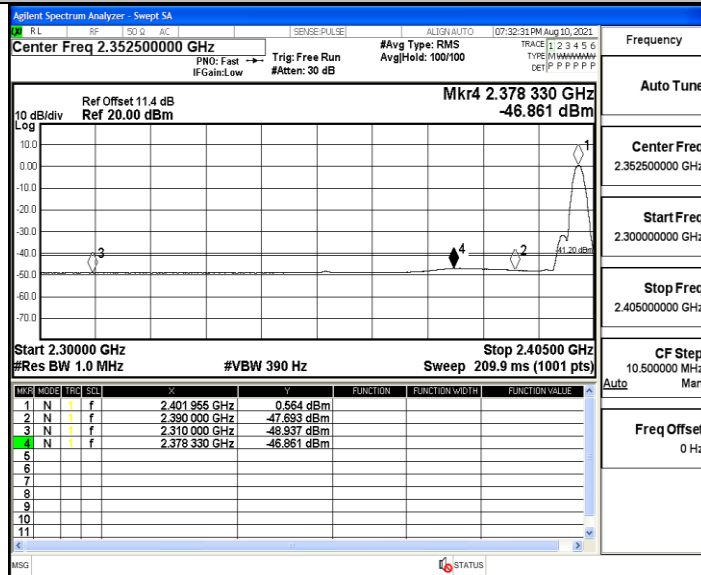 Agilent Spectrum Analyzer - Swept SA
RL RF 50 Ω AC SENSE:PULSE ALIGN AUTO 07:32:31 PM Aug 10, 2021
Center Freq 2.352500000 GHz
PNO: Fast
IFGain:Low
Trig: Free Run
#Atten: 30 dB
#Avg Type: RMS
Avg|Hold: 100/100
TRACE 1 2 3 4 5 6
TYPE MWWWWW
DET P P P P P P
Ref Offset 11.4 dB
10 dB/div Ref 20.00 dBm
Log
Mkr4 2.378 330 GHz
-46.861 dBm
10.0
0.00
-10.0
-20.0
-30.0
-40.0
-50.0
-60.0
-70.0
1
2
3
4
-41.20 dBm
Start 2.30000 GHz Stop 2.40500 GHz
#Res BW 1.0 MHz #VBW 390 Hz Sweep 209.9 ms (1001 pts)
MKR MODE TRC SCL X Y FUNCTION FUNCTION WIDTH FUNCTION VALUE
1 N 1 f 2.401 955 GHz 0.564 dBm
2 N 1 f 2.390 000 GHz -47.693 dBm
3 N 1 f 2.310 000 GHz -48.937 dBm
4 N 1 f 2.378 330 GHz -46.861 dBm
5
6
7
8
9
10
11
MSG STATUS
Frequency
Auto Tune
Center Freq
2.352500000 GHz
Start Freq
2.300000000 GHz
Stop Freq
2.405000000 GHz
CF Step
10.500000 MHz
Auto Man
Freq Offset
0 Hz